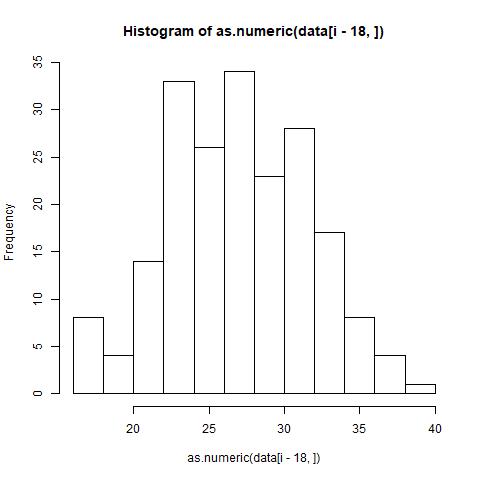 Histogram of as.numeric(data[i - 18, ])
Frequency
35
30
25
20
15
10
5
0
20 25 30 35 40
as.numeric(data[i - 18, ])